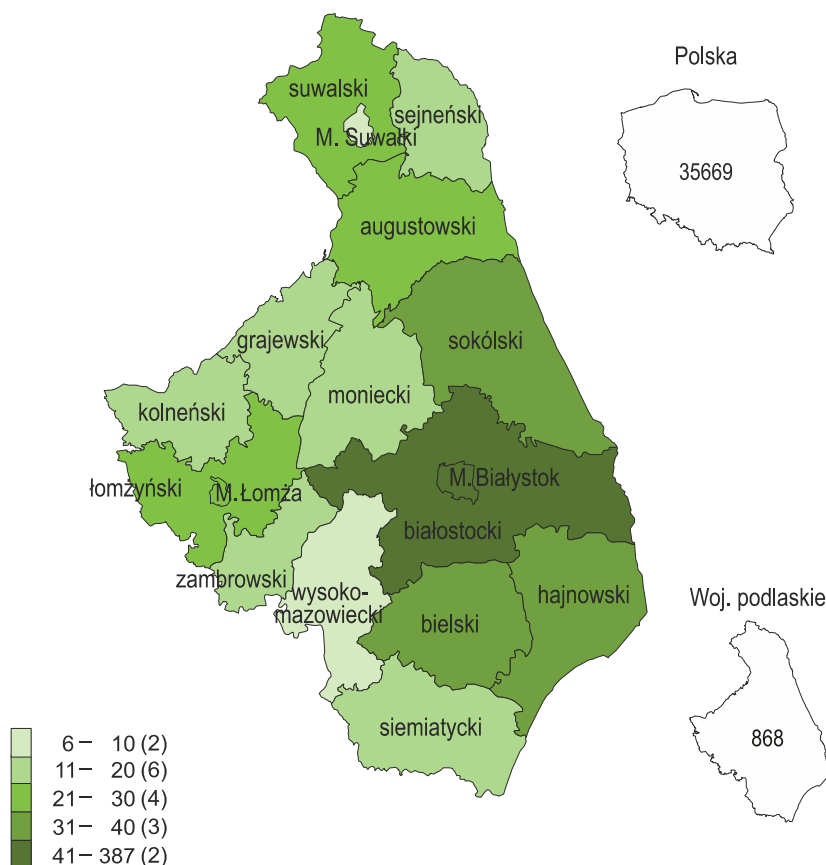 Polska
suwalski
sejneński
M. Suwałki
35669
augustowski
grajewski
sokólski
moniecki
kolneński
M. Białystok
łomżyński
M.Łomża
białostocki
zambrowski
wysoko-
mazowiecki
hajnowski
Woj. podlaskie
bielski
siemiatycki
868
6 – 10 (2)
11 – 20 (6)
21 – 30 (4)
31 – 40 (3)
41 – 387 (2)